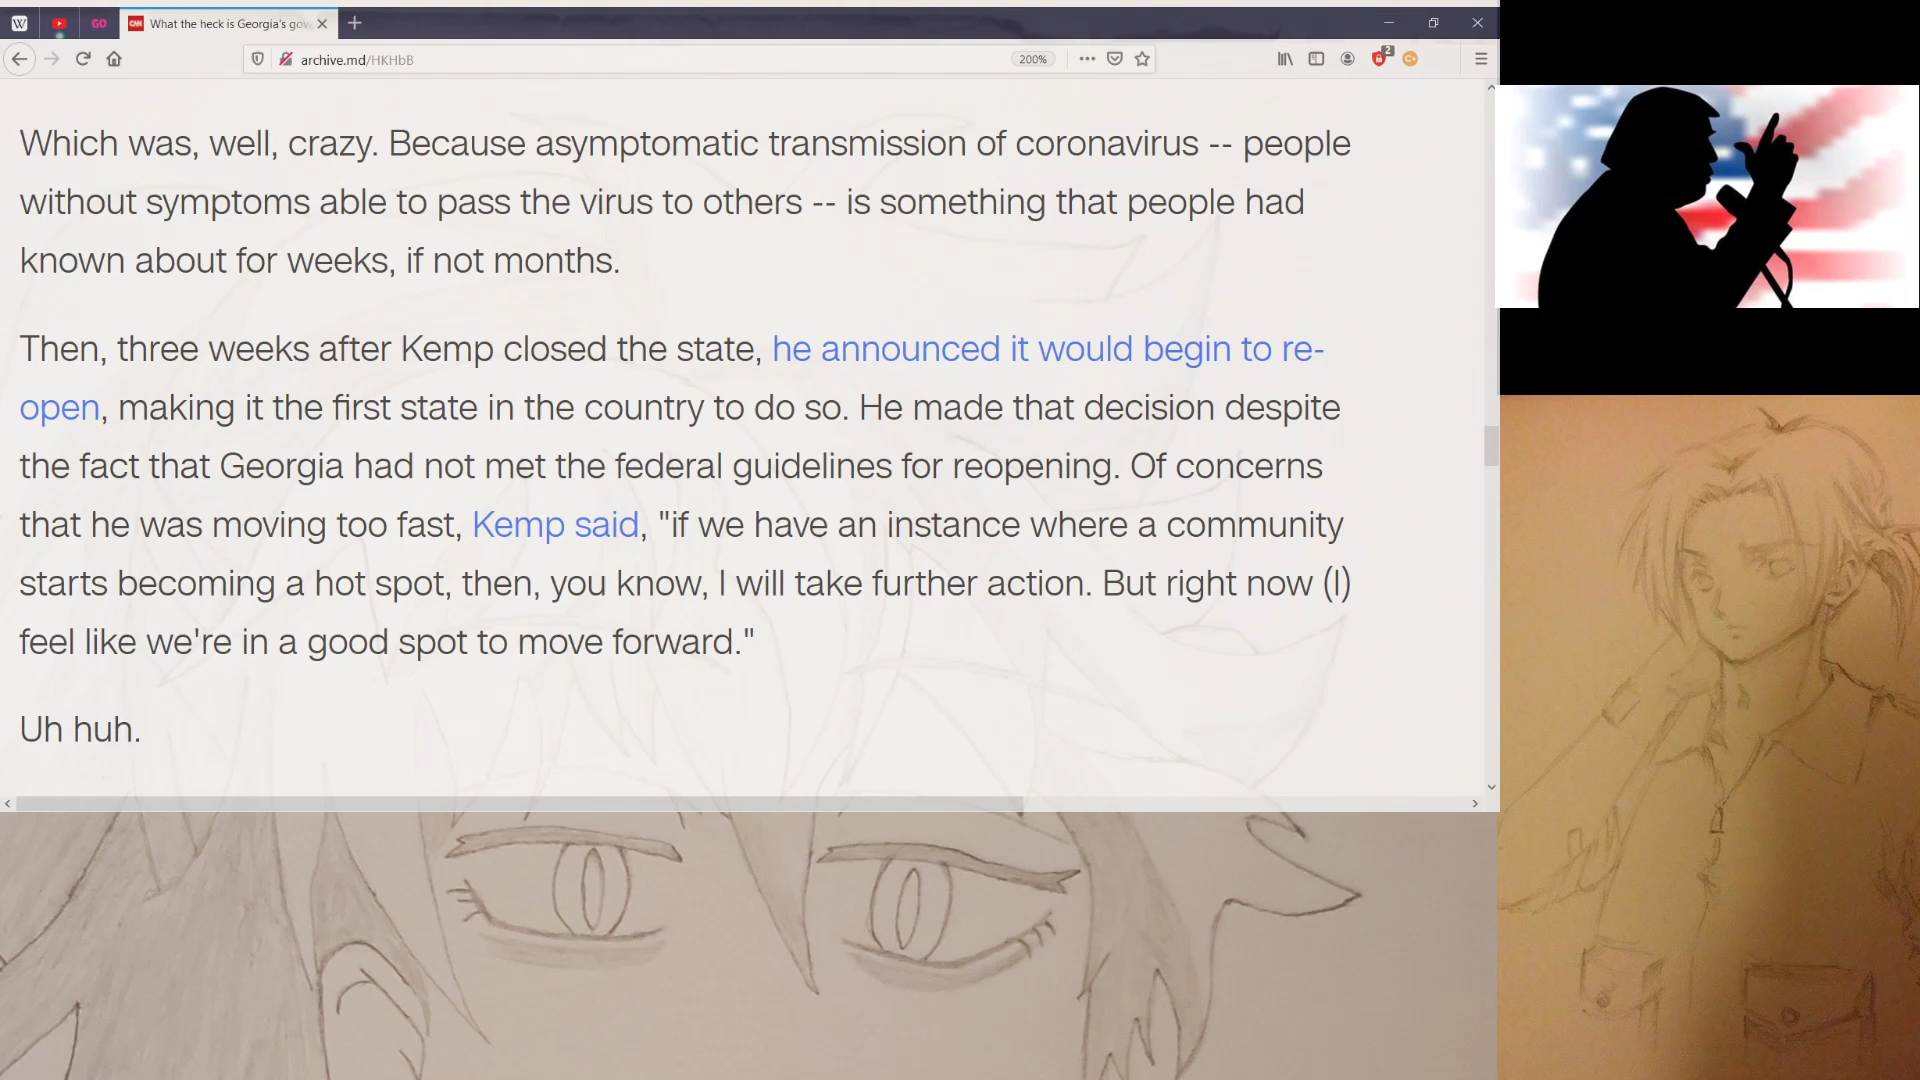 W
GO
CNN What the heck is Georgia's gov
archive.md/HKHbB
200%
2
C+
Which was, well, crazy. Because asymptomatic transmission of coronavirus -- people
without symptoms able to pass the virus to others -- is something that people had
known about for weeks, if not months.
Then, three weeks after Kemp closed the state, he announced it would begin to re-
open, making it the first state in the country to do so. He made that decision despite
the fact that Georgia had not met the federal guidelines for reopening. Of concerns
that he was moving too fast, Kemp said, "if we have an instance where a community
starts becoming a hot spot, then, you know, I will take further action. But right now (I)
feel like we're in a good spot to move forward."
Uh huh.